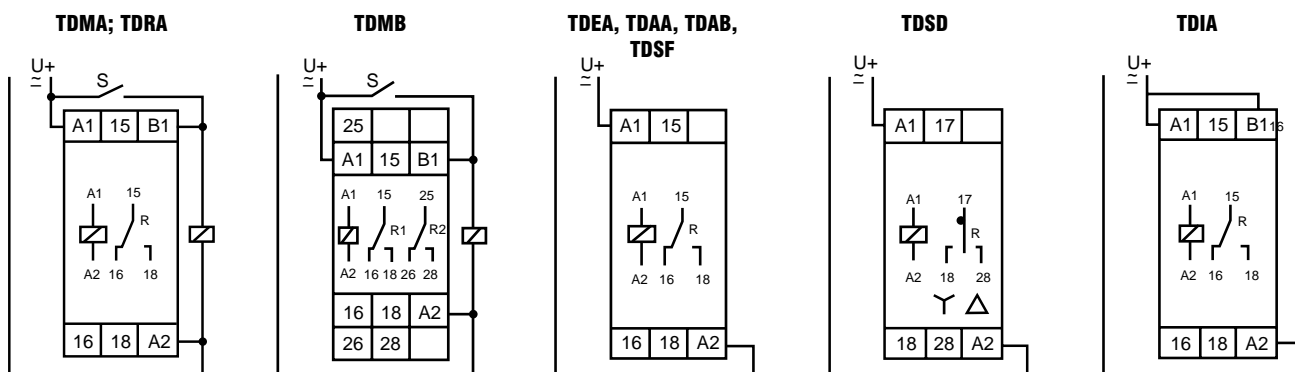 TDMA; TDRA
U+
≂
S
A1 15 B1
A1 15
R
A2 16 18
16 18 A2
TDMB
U+
≂
S
25
A1 15 B1
A1 15 25
R1 R2
A2 16 18 26 28
16 18 A2
26 28
TDEA, TDAA, TDAB,
TDSF
U+
≂
A1 15
A1 15
R
A2 16 18
16 18 A2
TDSD
U+
≂
A1 17
A1 17
R
A2 18 28
18 28 A2
TDIA
U+
≂
A1 15 B1 16
A1 15
R
A2 16 18
16 18 A2